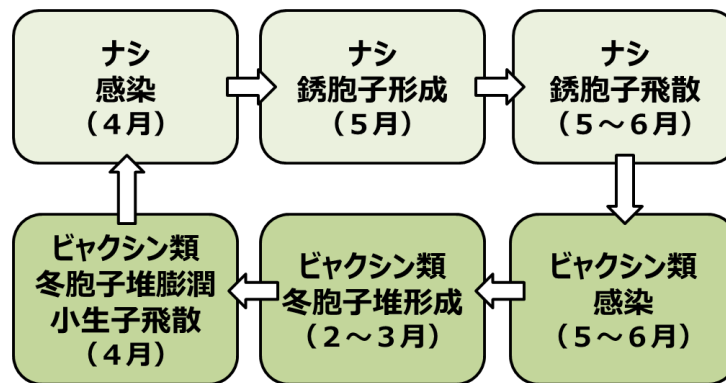 ナシ
感染
（４月）
ナシ
銹胞子形成
（５月）
ナシ
銹胞子飛散
（５～６月）
ビャクシン類
冬胞子堆膨潤
小生子飛散
（４月）
ビャクシン類
冬胞子堆形成
（２～３月）
ビャクシン類
感染
（５～６月）